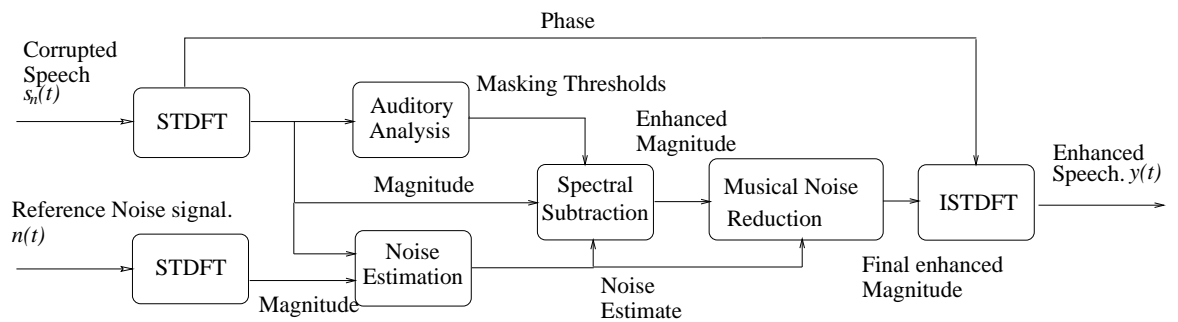 Phase
Corrupted
Speech
sn(t)
STDFT
Auditory
Analysis
Masking Thresholds
Magnitude
Spectral
Subtraction
Enhanced
Magnitude
Musical Noise
Reduction
ISTDFT
Enhanced
Speech. y(t)
Reference Noise signal.
n(t)
STDFT
Magnitude
Noise
Estimation
Noise
Estimate
Final enhanced
Magnitude